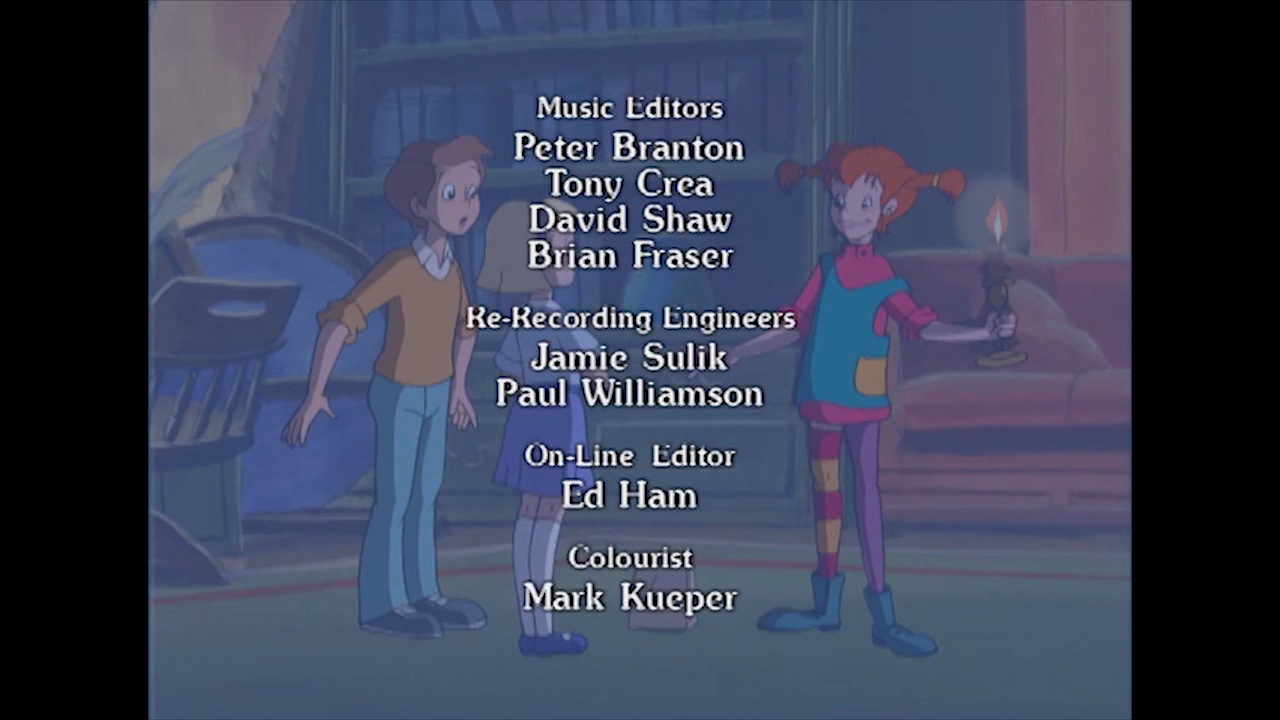 Music Editors
Peter Branton
Tony Crea
David Shaw
Brian Fraser
Re-Recording Engineers
Jamie Sulik
Paul Williamson
On-Line Editor
Ed Ham
Colourist
Mark Kueper